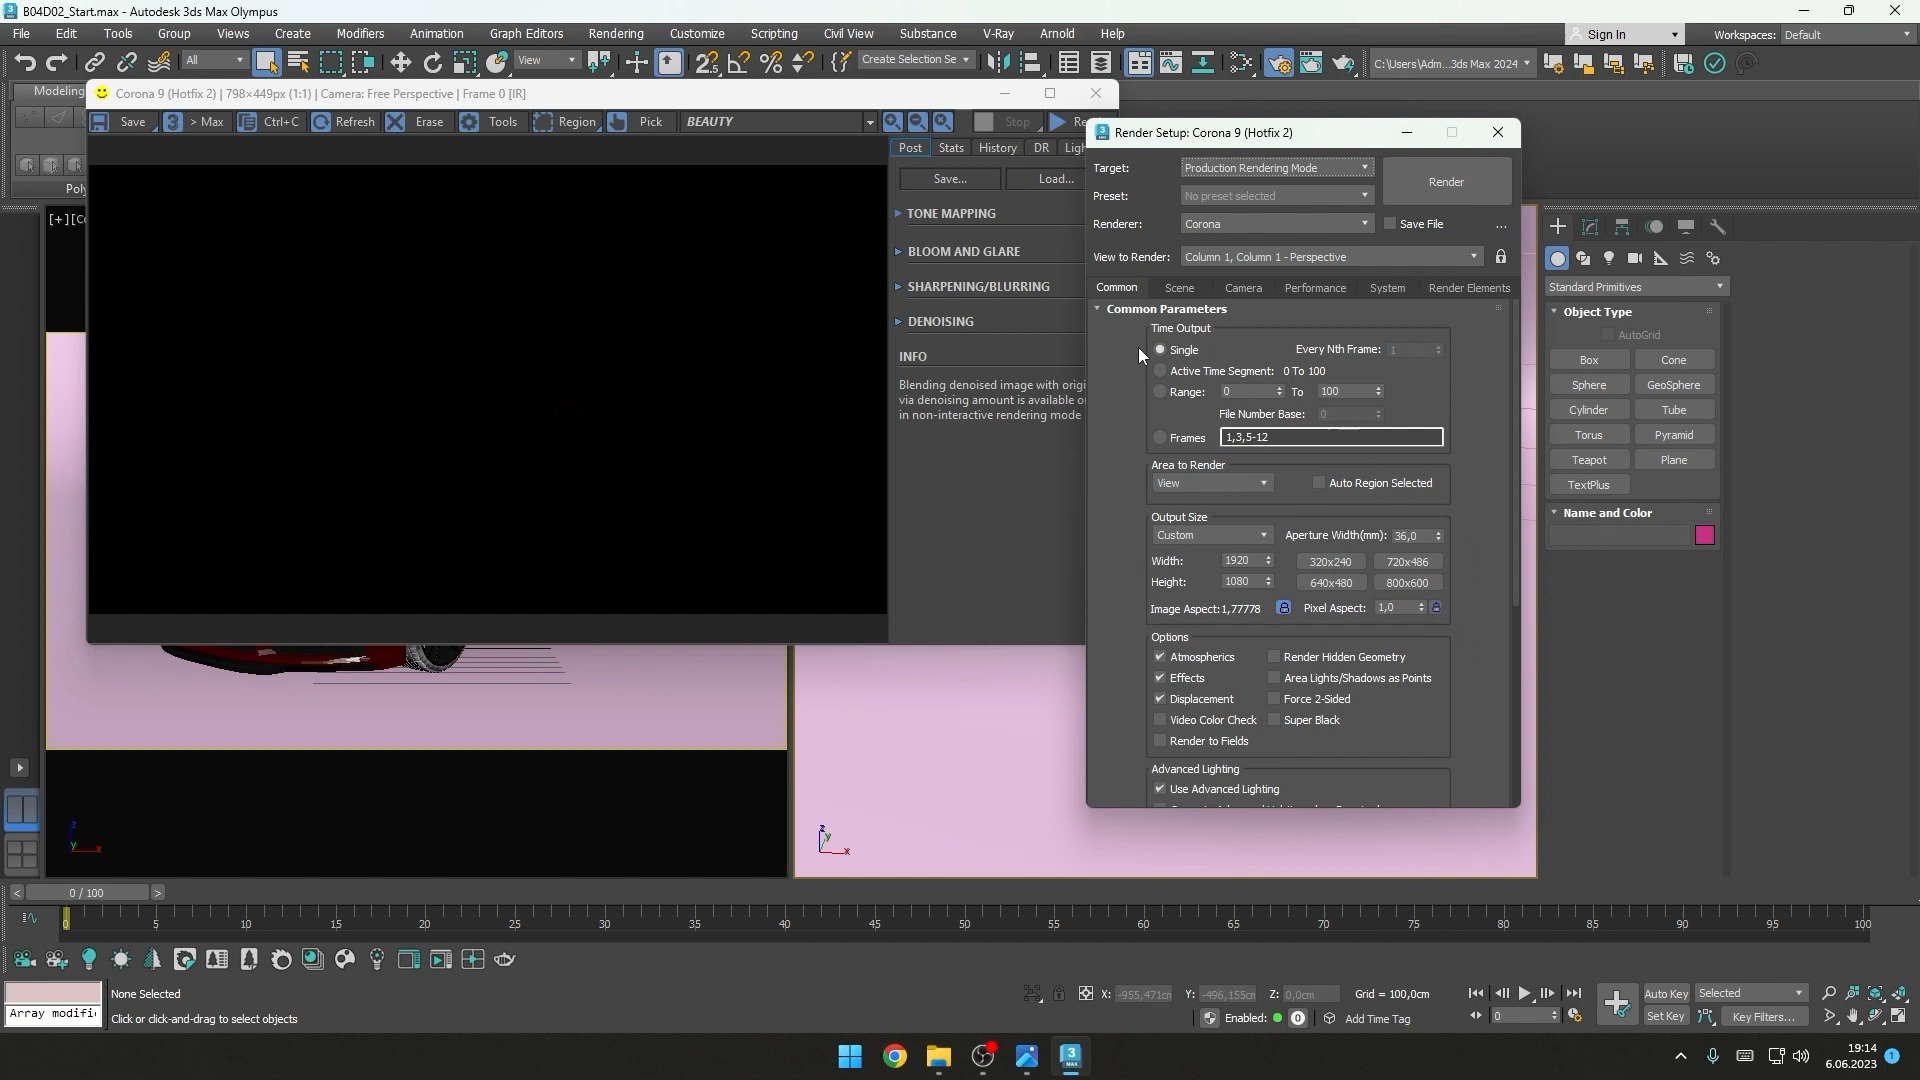 B04D02_Start.max - Autodesk 3ds Max Olympus
File Edit Tools Group Views Create Modifiers Animation Graph Editors Rendering Customize Scripting Civil View Substance V-Ray Arnold Help
Sign In
Workspaces: Default
All
View
Create Selection Se
C:\Users\Adm...3ds Max 2024
Modeling
Corona 9 (Hotfix 2) | 798×449px (1:1) | Camera: Free Perspective | Frame 0 [IR]
Save > Max Ctrl+C Refresh Erase Tools Region Pick BEAUTY Stop
Post Stats History DR
Save... Load...
TONE MAPPING
BLOOM AND GLARE
SHARPENING/BLURRING
DENOISING
INFO
Blending denoised image with
via denoising amount is available
in non-interactive rendering mode
[+]
Render Setup: Corona 9 (Hotfix 2)
Target: Production Rendering Mode
Render
Preset: No preset selected
Renderer: Corona
Save File ...
View to Render: Column 1, Column 1 - Perspective
Common Scene Camera Performance System Render Elements
Common Parameters
Time Output
Single Every Nth Frame: 1
Active Time Segment: 0 To 100
Range: 0 To 100
File Number Base: 0
Frames 1,3,5-12
Area to Render
View Auto Region Selected
Output Size
Custom Aperture Width(mm): 36,0
Width: 1920 320x240 720x486
Height: 1080 640x480 800x600
Image Aspect:1,77778 Pixel Aspect: 1,0
Options
Atmospherics Render Hidden Geometry
Effects Area Lights/Shadows as Points
Displacement Force 2-Sided
Video Color Check Super Black
Render to Fields
Advanced Lighting
Use Advanced Lighting
Standard Primitives
Object Type
AutoGrid
Box Cone
Sphere GeoSphere
Cylinder Tube
Torus Pyramid
Teapot Plane
TextPlus
Name and Color
z
y
x
z
y
x
< 0 / 100 >
0 5 10 15 20 25 30 35 40 45 50 55 60 65 70 75 80 85 90 95 100
None Selected
Array modifi
Click or click-and-drag to select objects
X: -955,471cn Y: -496,155cn Z: 0,0cm Grid = 100,0cm
Enabled: 0 Add Time Tag
0
Auto Key Selected
Set Key Key Filters...
19:14
6.06.2023
1